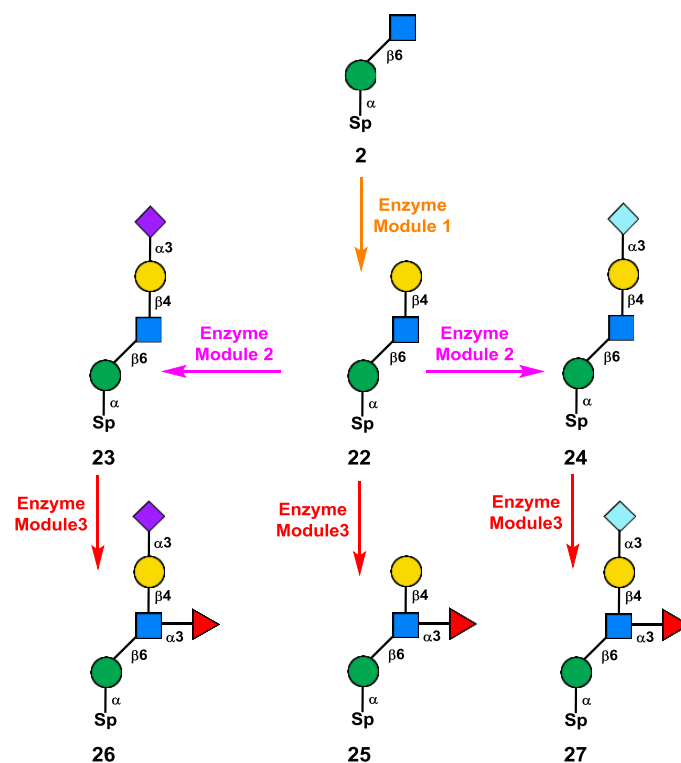 β6
α
Sp
2
Enzyme
Module 1
α3
β4
β6
α
Sp
23
Enzyme
Module 2
β4
β6
α
Sp
22
Enzyme
Module 2
α3
β4
β6
α
Sp
24
Enzyme
Module3
Enzyme
Module3
Enzyme
Module3
α3
β4
α3
β6
α
Sp
26
β4
α3
β6
α
Sp
25
α3
β4
α3
β6
α
Sp
27